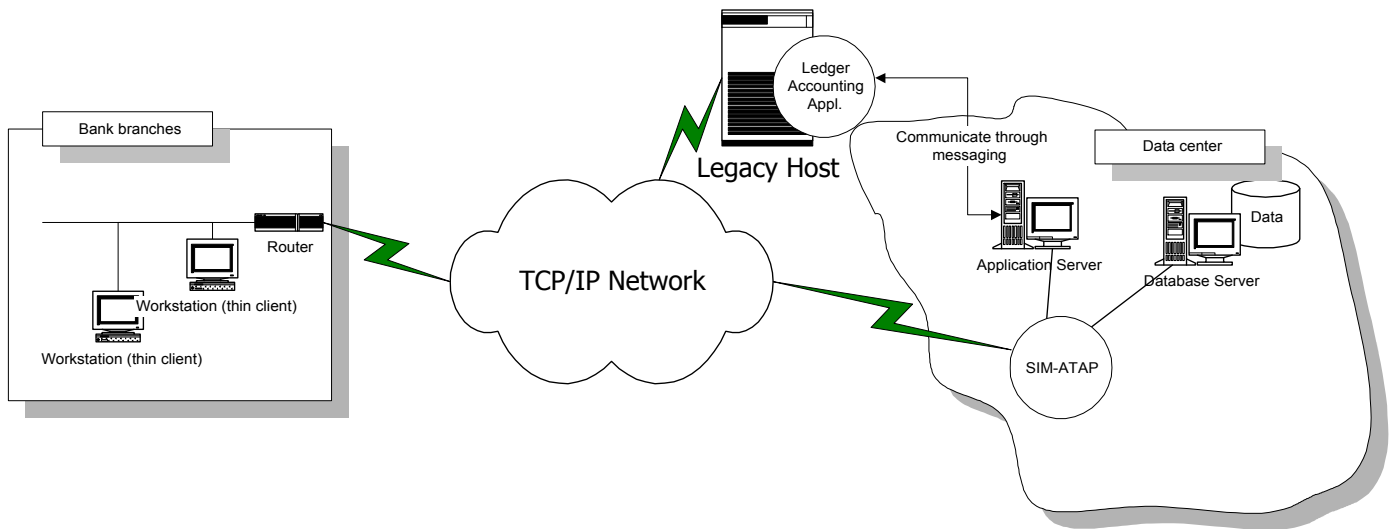 Bank branches
Router
Workstation (thin client)
Workstation (thin client)
TCP/IP Network
Ledger
Accounting
Appl.
Legacy Host
Communicate through
messaging
Data center
Data
Application Server
Database Server
SIM-ATAP